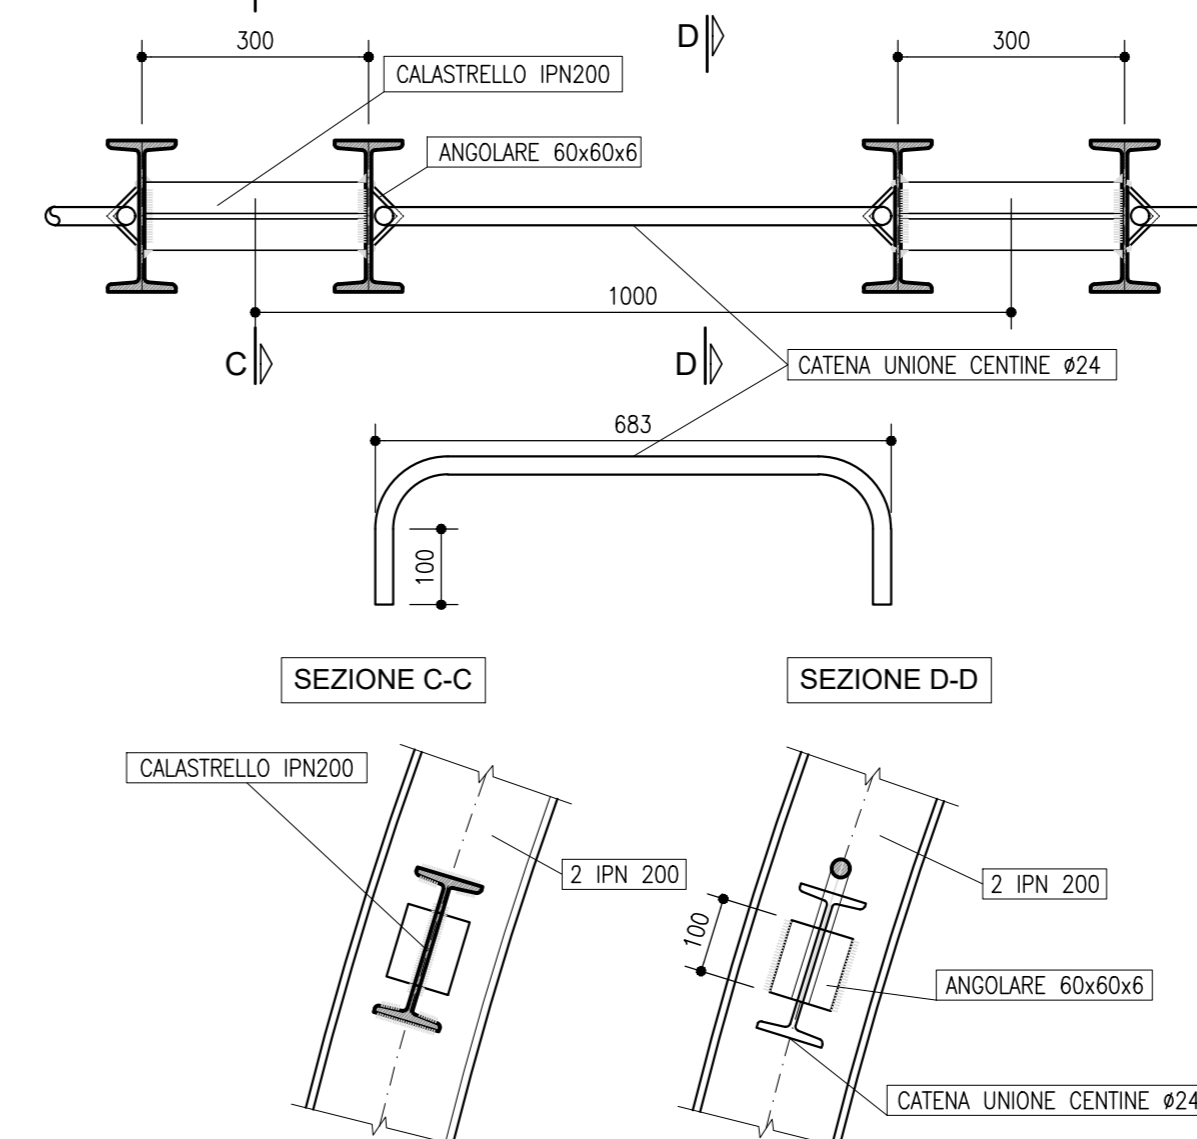 300
D
300
CALASTRELLO IPN200
ANGOLARE 60x60x6
1000
C
D
CATENA UNIONE CENTINE ø24
683
100
SEZIONE C-C
SEZIONE D-D
CALASTRELLO IPN200
2 IPN 200
2 IPN 200
100
ANGOLARE 60x60x6
CATENA UNIONE CENTINE ø24